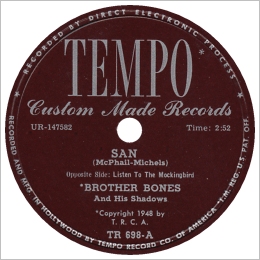 RECORDED BY DIRECT ELECTRONIC PROCESS
TEMPO
Custom Made Records
UR-147582
Time: 2:52
SAN
(McPhail-Michels)
Opposite Side: Listen To The Mockingbird
*BROTHER BONES
And His Shadows
*Copyright 1948 by
T. R. C. A.
TR 698-A
RECORDED AND MFG. IN HOLLYWOOD BY TEMPO RECORD CO. OF AMERICA. - T.M. REG. U.S. PAT. OFF.